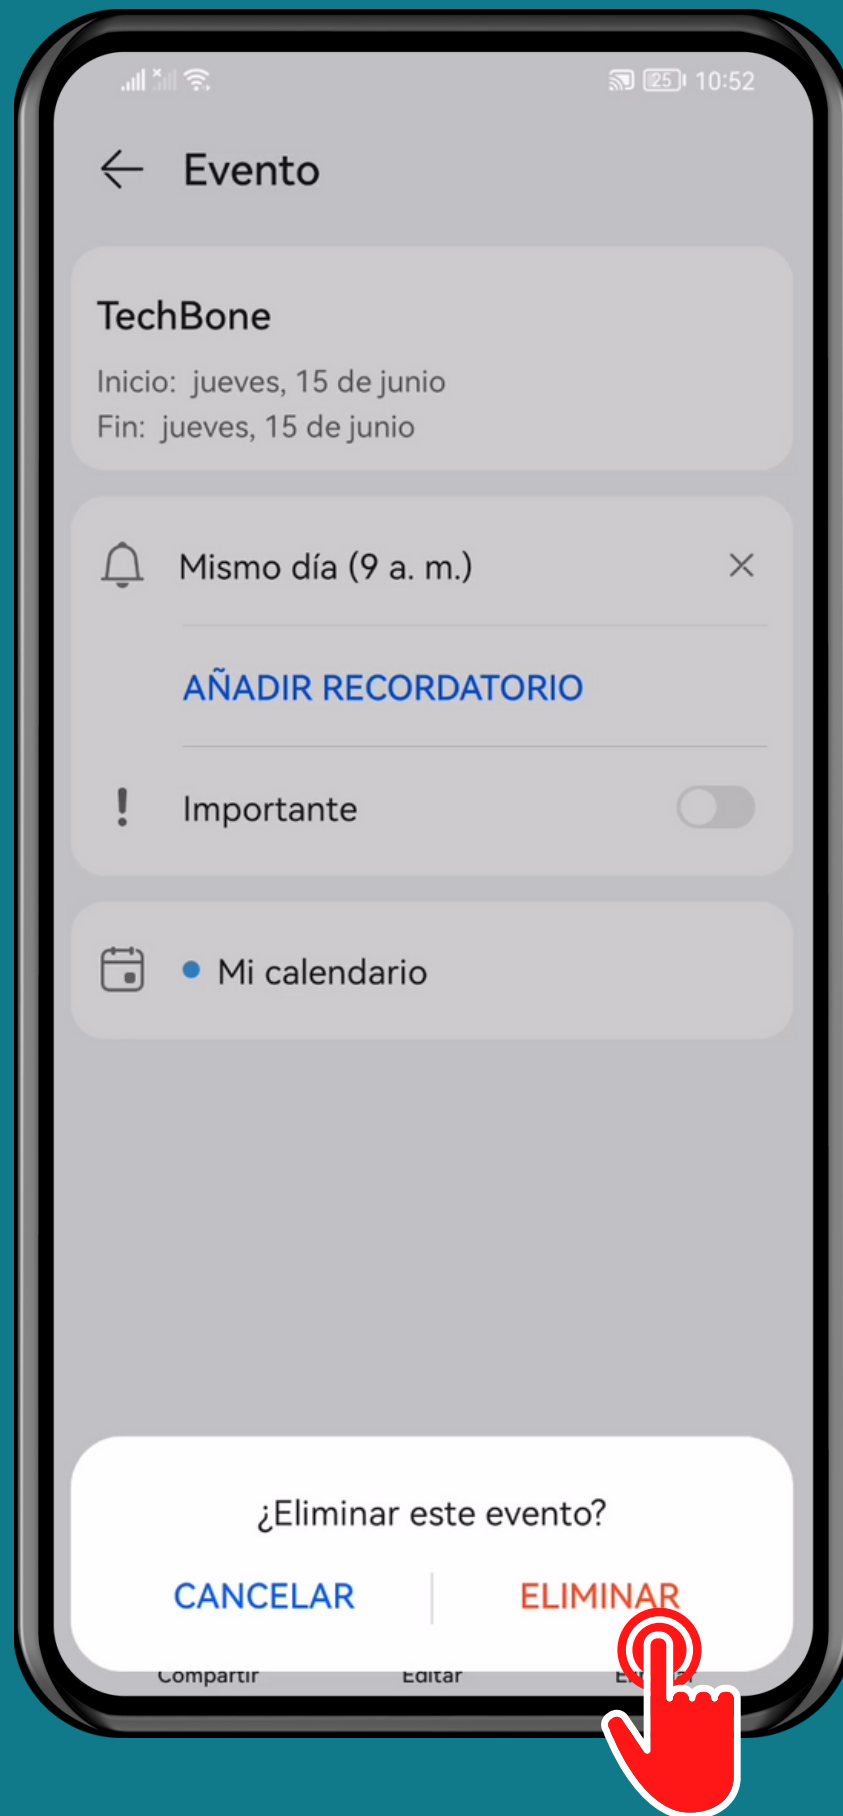 25 10:52
Evento
TechBone
Inicio: jueves, 15 de junio
Fin: jueves, 15 de junio
Mismo día (9 a. m.)
AÑADIR RECORDATORIO
Importante
Mi calendario
¿Eliminar este evento?
CANCELAR ELIMINAR
Compartir Editar